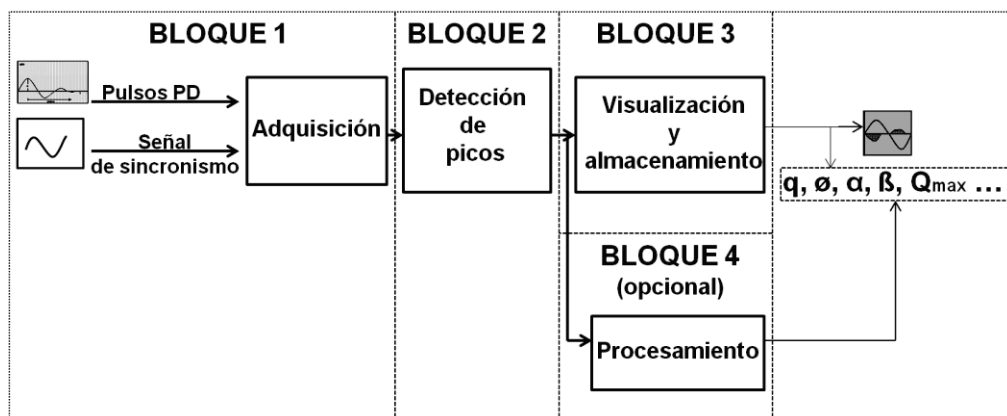 BLOQUE 1
BLOQUE 2
BLOQUE 3
Pulsos PD
Señal
de sincronismo
Adquisición
Detección
de
picos
Visualización
y
almacenamiento
q, ø, α, ß, Qmax ...
BLOQUE 4
(opcional)
Procesamiento